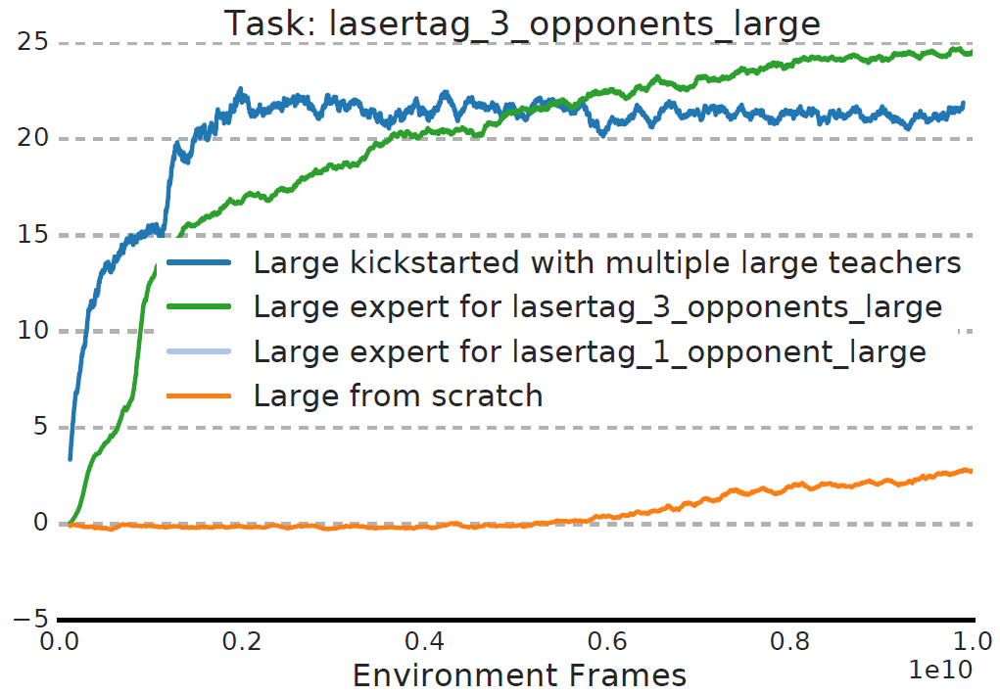 Task: lasertag_3_opponents_large
25
20
15
10
5
0
−5
Large kickstarted with multiple large teachers
Large expert for lasertag_3_opponents_large
Large expert for lasertag_1_opponent_large
Large from scratch
0.0 0.2 0.4 0.6 0.8 1.0
1e10
Environment Frames